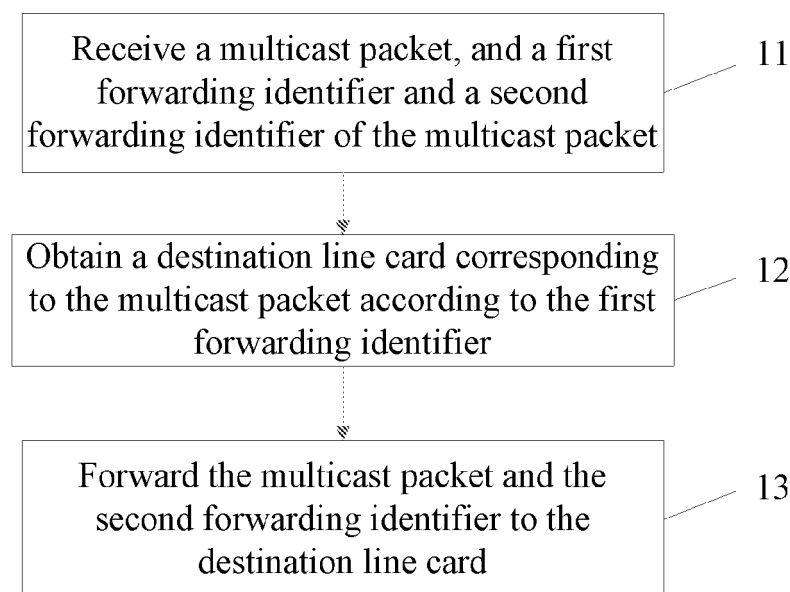 Receive a multicast packet, and a first
forwarding identifier and a second
forwarding identifier of the multicast packet
11
Obtain a destination line card corresponding
to the multicast packet according to the first
forwarding identifier
12
Forward the multicast packet and the
second forwarding identifier to the
destination line card
13